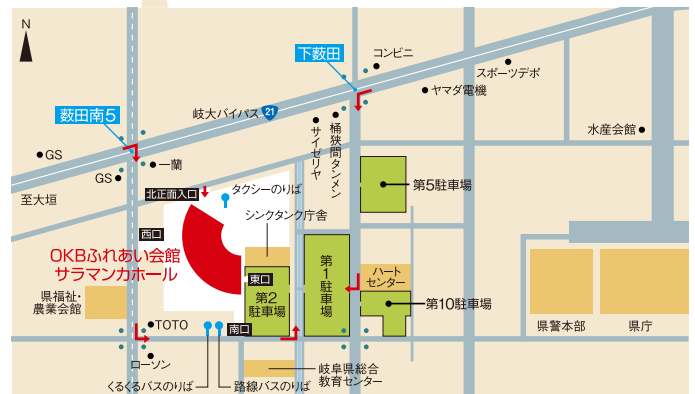 N
下薮田
コンビニ
スポーツデポ
ヤマダ電機
薮田南5
岐大バイパス
21
サイゼリヤ
桶狭間タンメン
水産会館
GS
一蘭
GS
至大垣
北正面入口
タクシーのりば
第5駐車場
シンクタンク庁舎
西口
OKBふれあい会館
サラマンカホール
東口
第1駐車場
ハート
センター
県福祉・
農業会館
第2
駐車場
第10駐車場
TOTO
南口
県警本部
県庁
ローソン
岐阜県総合
教育センター
くるくるバスのりば
路線バスのりば